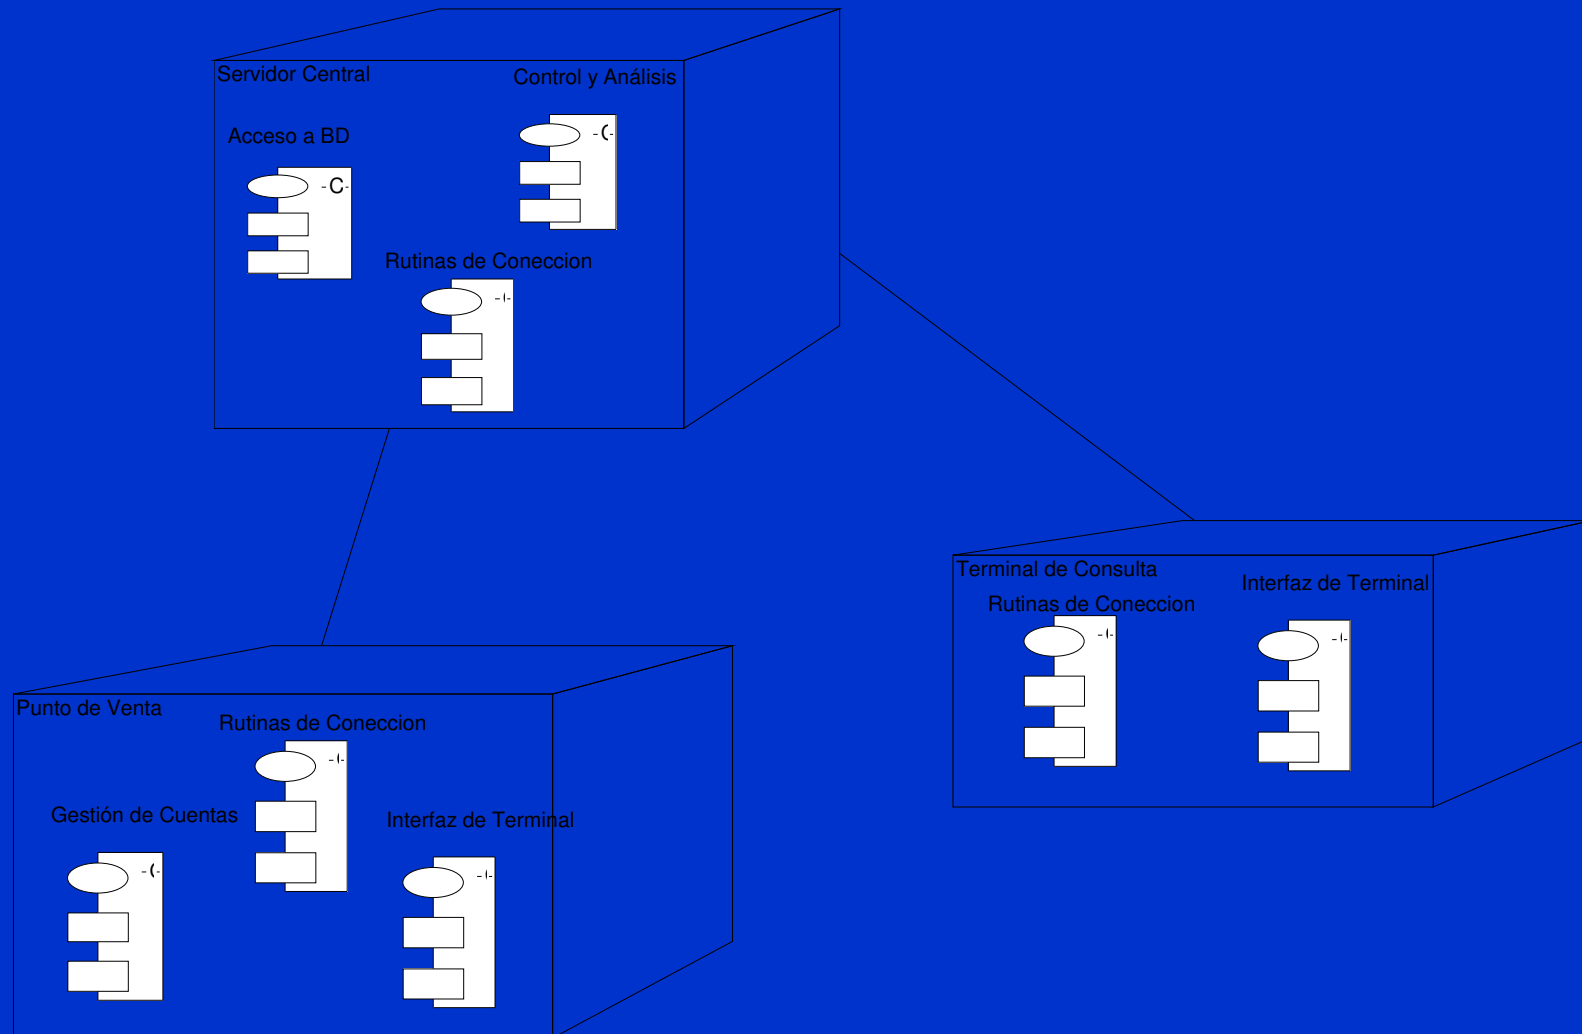 Servidor Central
Control y Análisis
Acceso a BD
Rutinas de Coneccion
Terminal de Consulta
Interfaz de Terminal
Rutinas de Coneccion
Punto de Venta
Rutinas de Coneccion
Gestión de Cuentas
Interfaz de Terminal